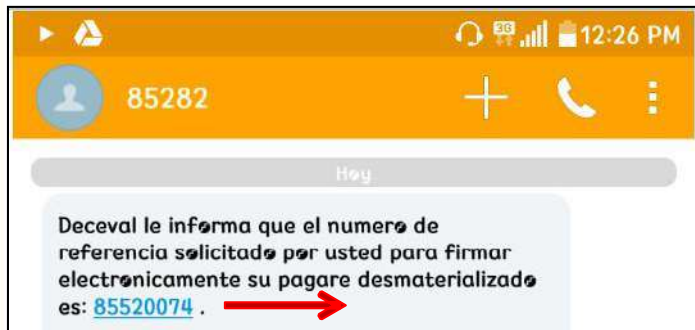 3G 12:26 PM
85282
Hoy
Deceval le informa que el numero de
referencia solicitado por usted para firmar
electronicamente su pagare desmaterializado
es: 85520074 .